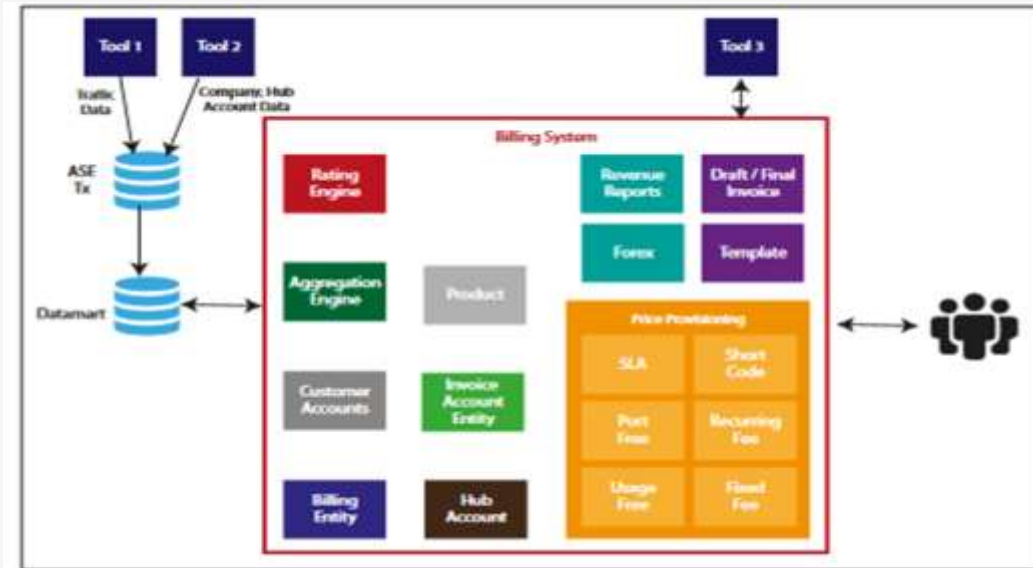 Tool 1
Tool 2
Tool 3
Traffic
Data
Company, Hub
Account Data
Billing System
ASE
Tx
Rating
Engine
Revenue
Reports
Draft / Final
Invoice
Forex
Template
Aggregation
Engine
Product
Datamart
Price Provisioning
SLA
Short
Code
Customer
Accounts
Invoice
Account
Entity
Port
Free
Recurring
Fee
Billing
Entity
Hub
Account
Usage
Free
Fixed
Fee